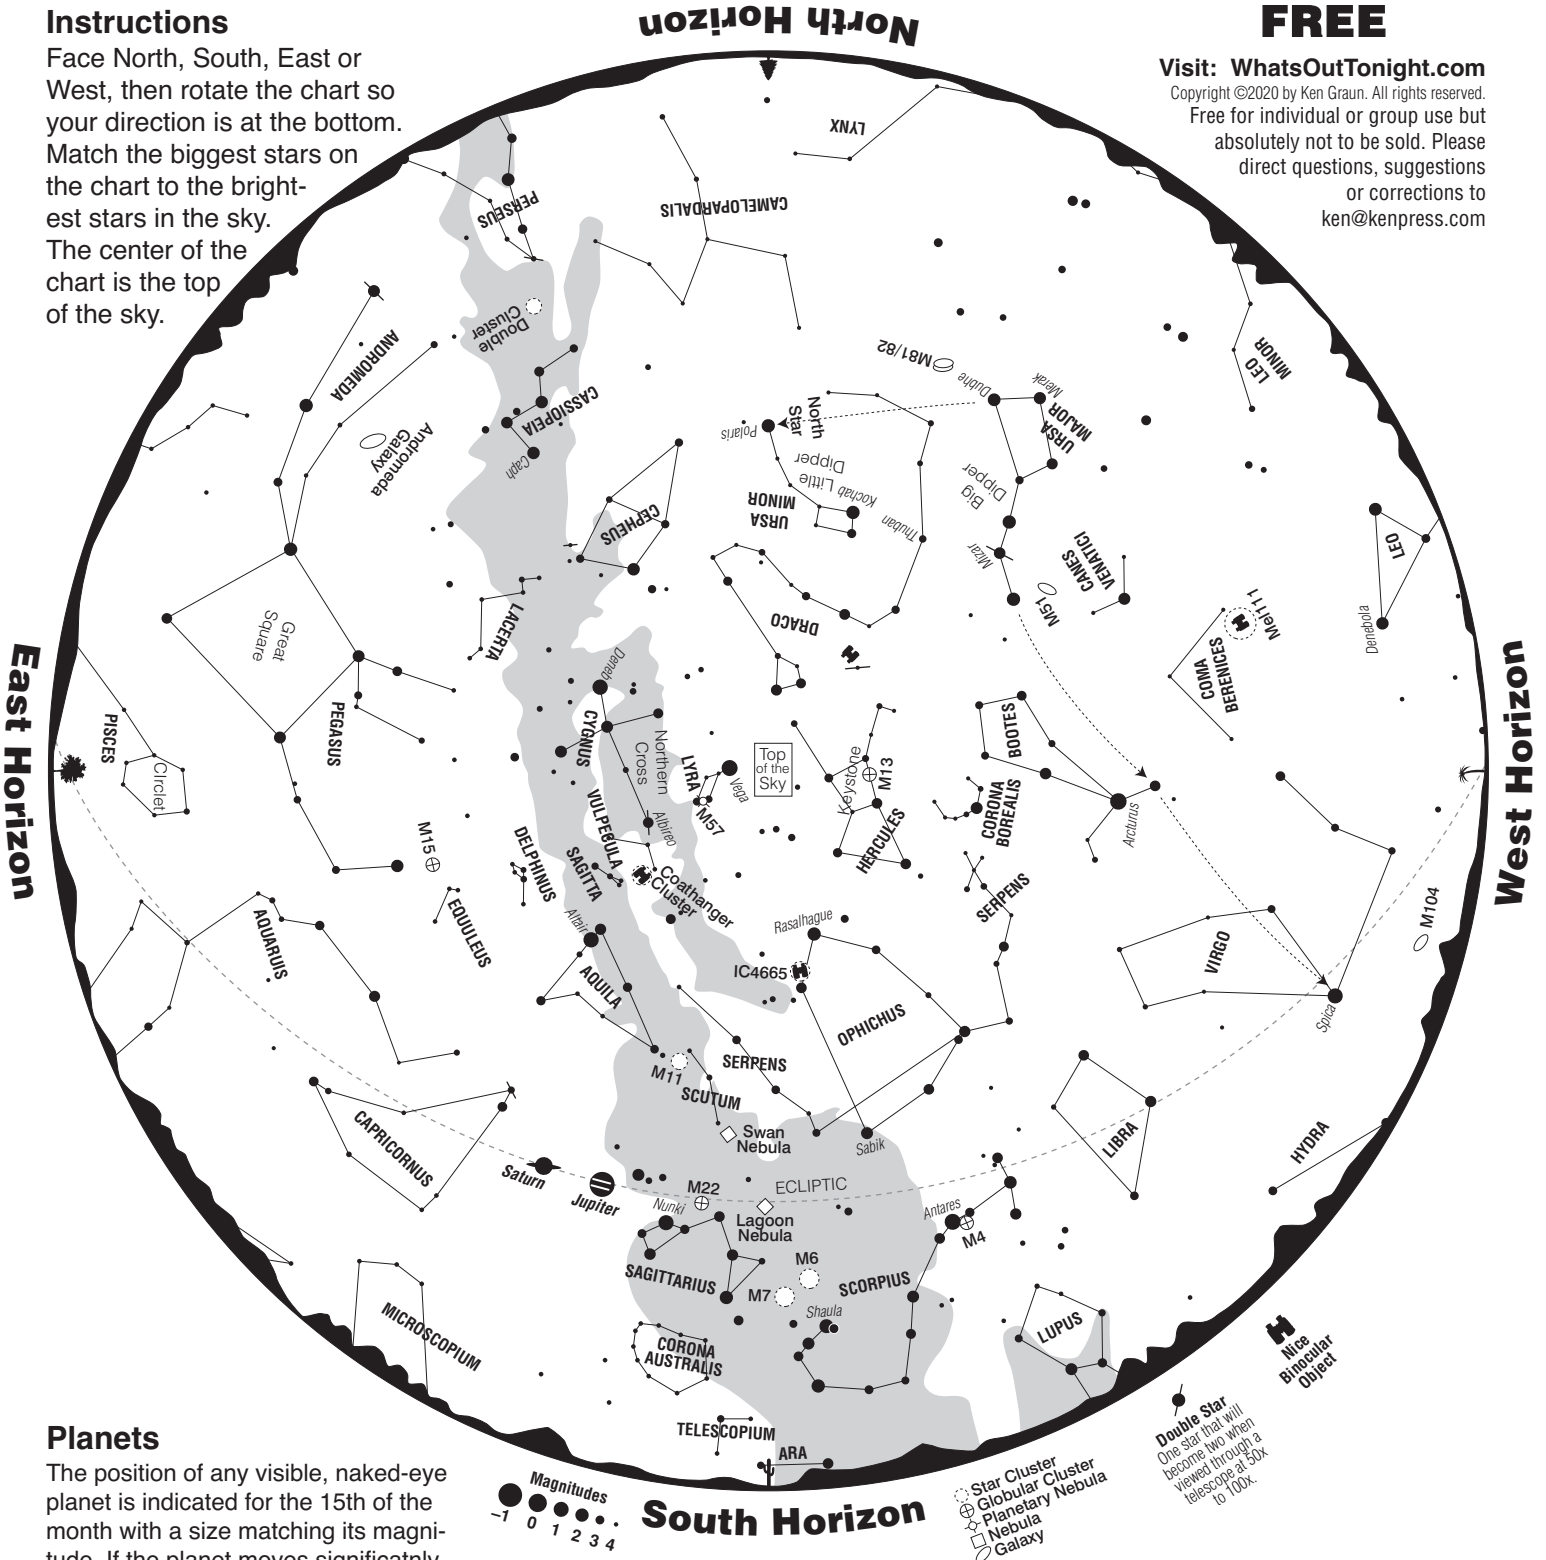 Instructions
Face North, South, East or
West, then rotate the chart so
your direction is at the bottom.
Match the biggest stars on
the chart to the bright-
est stars in the sky.
The center of the
chart is the top
of the sky.
North Horizon
FREE
Visit: WhatsOutTonight.com
Copyright ©2020 by Ken Graun. All rights reserved.
Free for individual or group use but
absolutely not to be sold. Please
direct questions, suggestions
or corrections to
ken@kenpress.com
LYNX
PERSEUS
CAMELOPARDALIS
Double
Cluster
ANDROMEDA
M81/82
LEO
MINOR
CASSIOPEIA
Caph
Andromeda
Galaxy
North
Star
Polaris
Dubhe
Merak
URSA
MAJOR
Little
Dipper
Kochab
URSA
MINOR
Thuban
Big
Dipper
Mizar
CEPHEUS
CANES
VENATICI
LEO
Denebola
M51
Mel111
COMA
BERENICES
LACERTA
DRACO
Great
Square
Deneb
East Horizon
West Horizon
PISCES
Circlet
PEGASUS
CYGNUS
Northern
Cross
LYRA
Vega
M57
Top
of the
Sky
Keystone
M13
HERCULES
BOOTES
CORONA
BOREALIS
Arcturus
VULPECULA
Albireo
M15
DELPHINUS
SAGITTA
Coathanger
Cluster
SERPENS
M104
AQUARUIS
EQUULEUS
Altair
AQUILA
Rasalhague
IC4665
OPHICHUS
VIRGO
Spica
M11
SERPENS
SCUTUM
CAPRICORNUS
Swan
Nebula
Sabik
LIBRA
HYDRA
Saturn
Jupiter
M22
Nunki
ECLIPTIC
Lagoon
Nebula
Antares
M4
SAGITTARIUS
M6
M7
SCORPIUS
Shaula
MICROSCOPIUM
CORONA
AUSTRALIS
LUPUS
TELESCOPIUM
ARA
South Horizon
Nice
Binocular
Object
Double Star
One star that will
become two when
viewed through a
telescope at 50x
to 100x.
Planets
The position of any visible, naked-eye
planet is indicated for the 15th of the
month with a size matching its magni-
tude. If the planet moves significatnly
Magnitudes
–1 0 1 2 3 4
Star Cluster
Globular Cluster
Planetary Nebula
Nebula
Galaxy